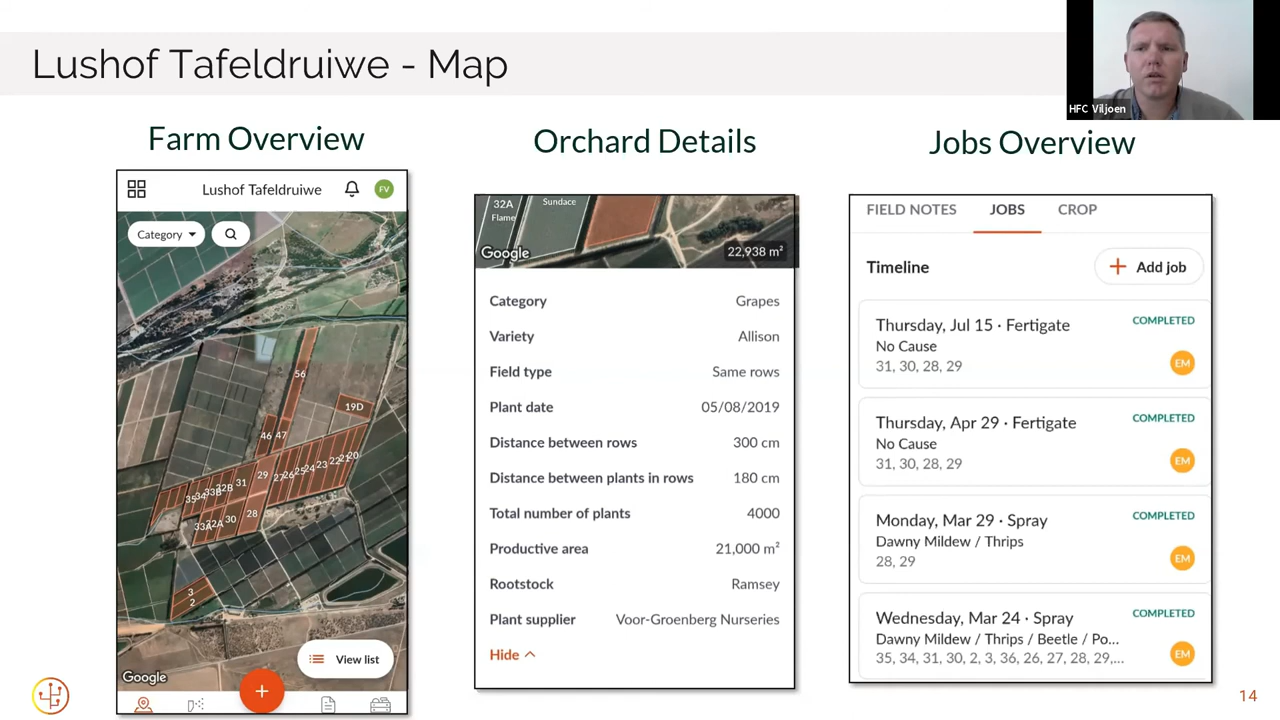 Lushof Tafeldruiwe - Map
HFC Viljoen
Farm Overview
Orchard Details
Jobs Overview
Lushof Tafeldruiwe
FV
Category
56
19D
46 47
29
31
30
28
23
24
35
3
2
Google
View list
+
32A
Flame
Sundace
Google
22,938 m²
Category Grapes
Variety Allison
Field type Same rows
Plant date 05/08/2019
Distance between rows 300 cm
Distance between plants in rows 180 cm
Total number of plants 4000
Productive area 21,000 m²
Rootstock Ramsey
Plant supplier Voor-Groenberg Nurseries
Hide
FIELD NOTES JOBS CROP
Timeline + Add job
Thursday, Jul 15 · Fertigate COMPLETED
No Cause
31, 30, 28, 29 EM
Thursday, Apr 29 · Fertigate COMPLETED
No Cause
31, 30, 28, 29 EM
Monday, Mar 29 · Spray COMPLETED
Dawny Mildew / Thrips
28, 29 EM
Wednesday, Mar 24 · Spray COMPLETED
Dawny Mildew / Thrips / Beetle / Po...
35, 34, 31, 30, 2, 3, 36, 26, 27, 28, 29,... EM
14